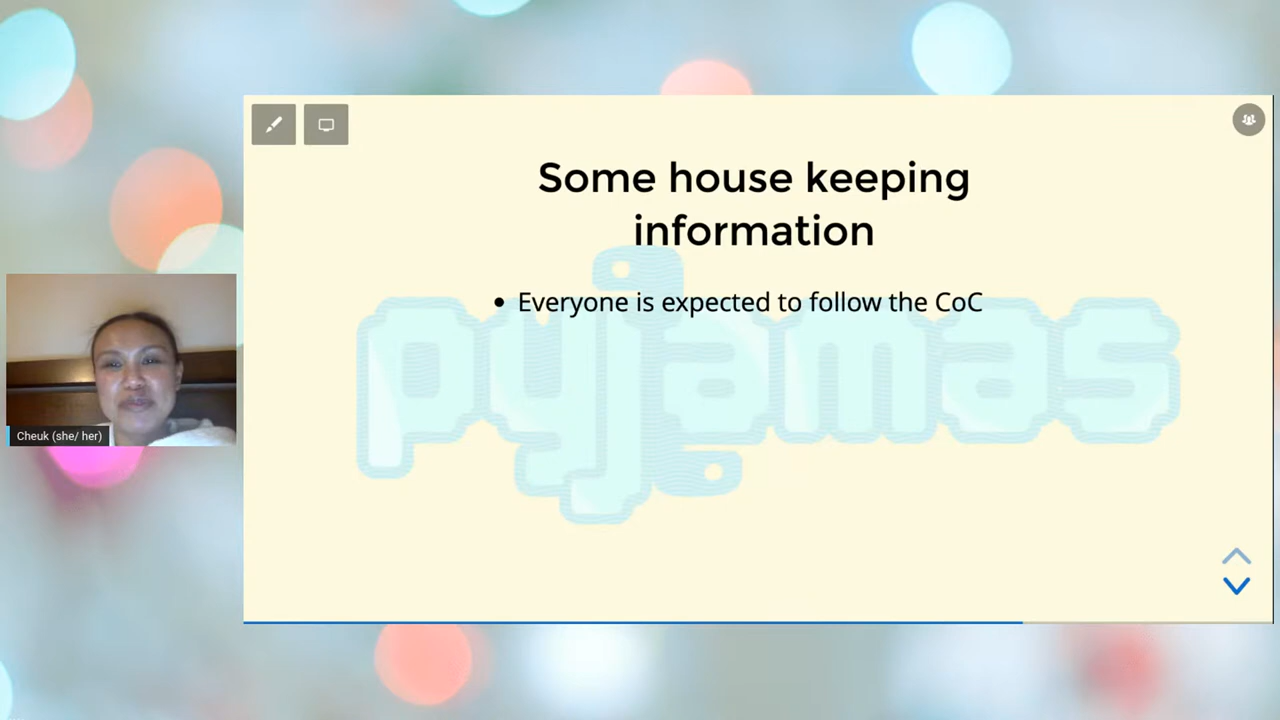 Some house keeping
information
• Everyone is expected to follow the CoC
pyjamas
Cheuk (she/ her)